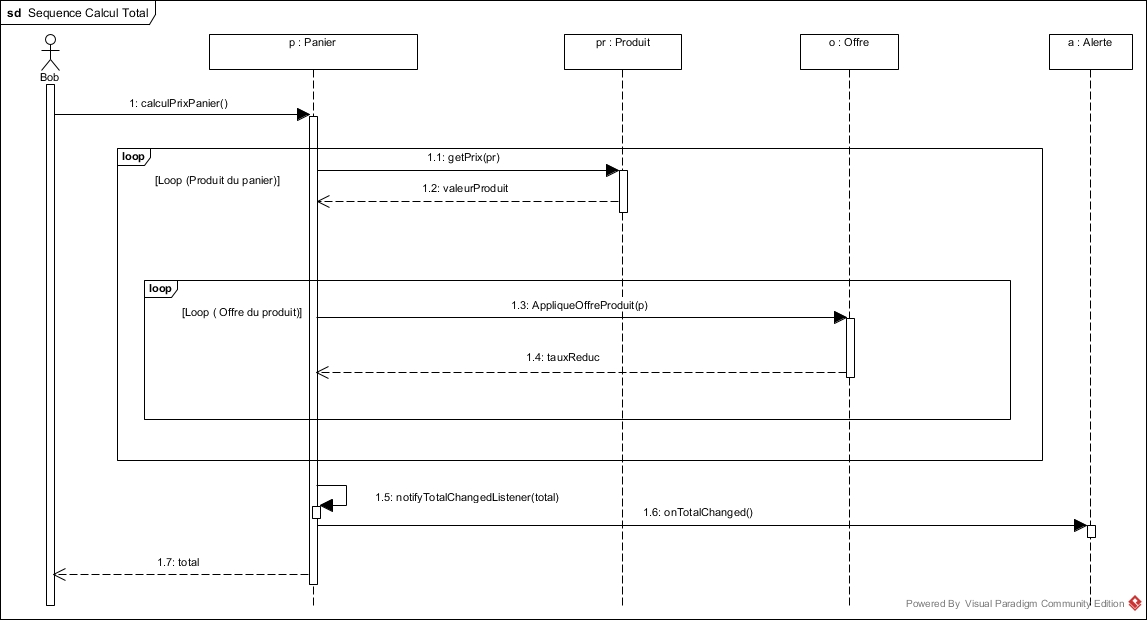 sd Sequence Calcul Total
Bob
p : Panier
pr : Produit
o : Offre
a : Alerte
1: calculPrixPanier()
loop
[Loop (Produit du panier)]
1.1: getPrix(pr)
1.2: valeurProduit
loop
[Loop ( Offre du produit)]
1.3: AppliqueOffreProduit(p)
1.4: tauxReduc
1.5: notifyTotalChangedListener(total)
1.6: onTotalChanged()
1.7: total
Powered By Visual Paradigm Community Edition